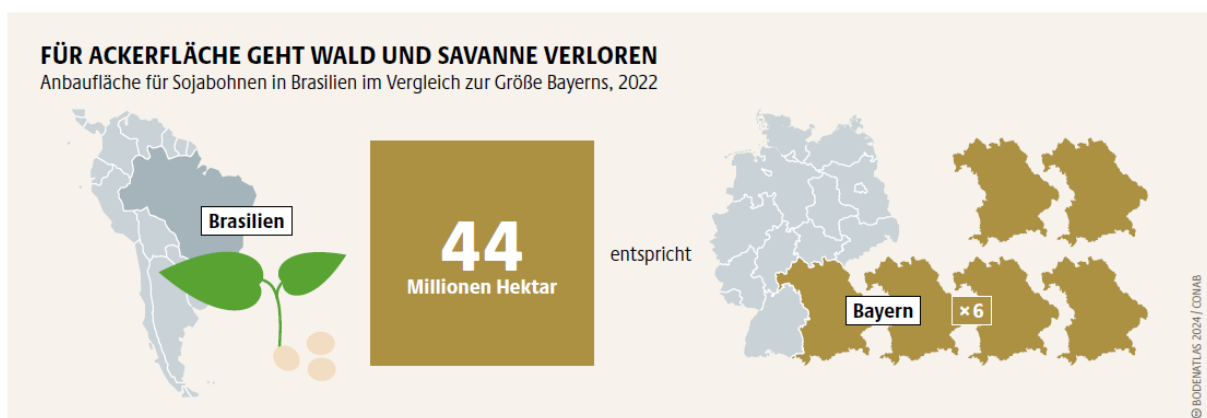 FÜR ACKERFLÄCHE GEHT WALD UND SAVANNE VERLOREN
Anbaufläche für Sojabohnen in Brasilien im Vergleich zur Größe Bayerns, 2022
Brasilien
44
Millionen Hektar
entspricht
Bayern
×6
© BODENATLAS 2024 / CONAB